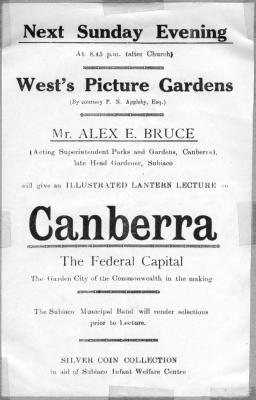 Next Sunday Evening
At 8.45 p.m. (after Church)
West's Picture Gardens
(By courtesy P. N. Appleby, Esq.)
Mr. ALEX E. BRUCE
(Acting Superintendent Parks and Gardens, Canberra),
late Head Gardener, Subiaco
will give an ILLUSTRATED LANTERN LECTURE on
Canberra
The Federal Capital
The Garden City of the Commonwealth in the making
The Subiaco Municipal Band will render selections
prior to Lecture.
SILVER COIN COLLECTION
in aid of Subiaco Infant Welfare Centre